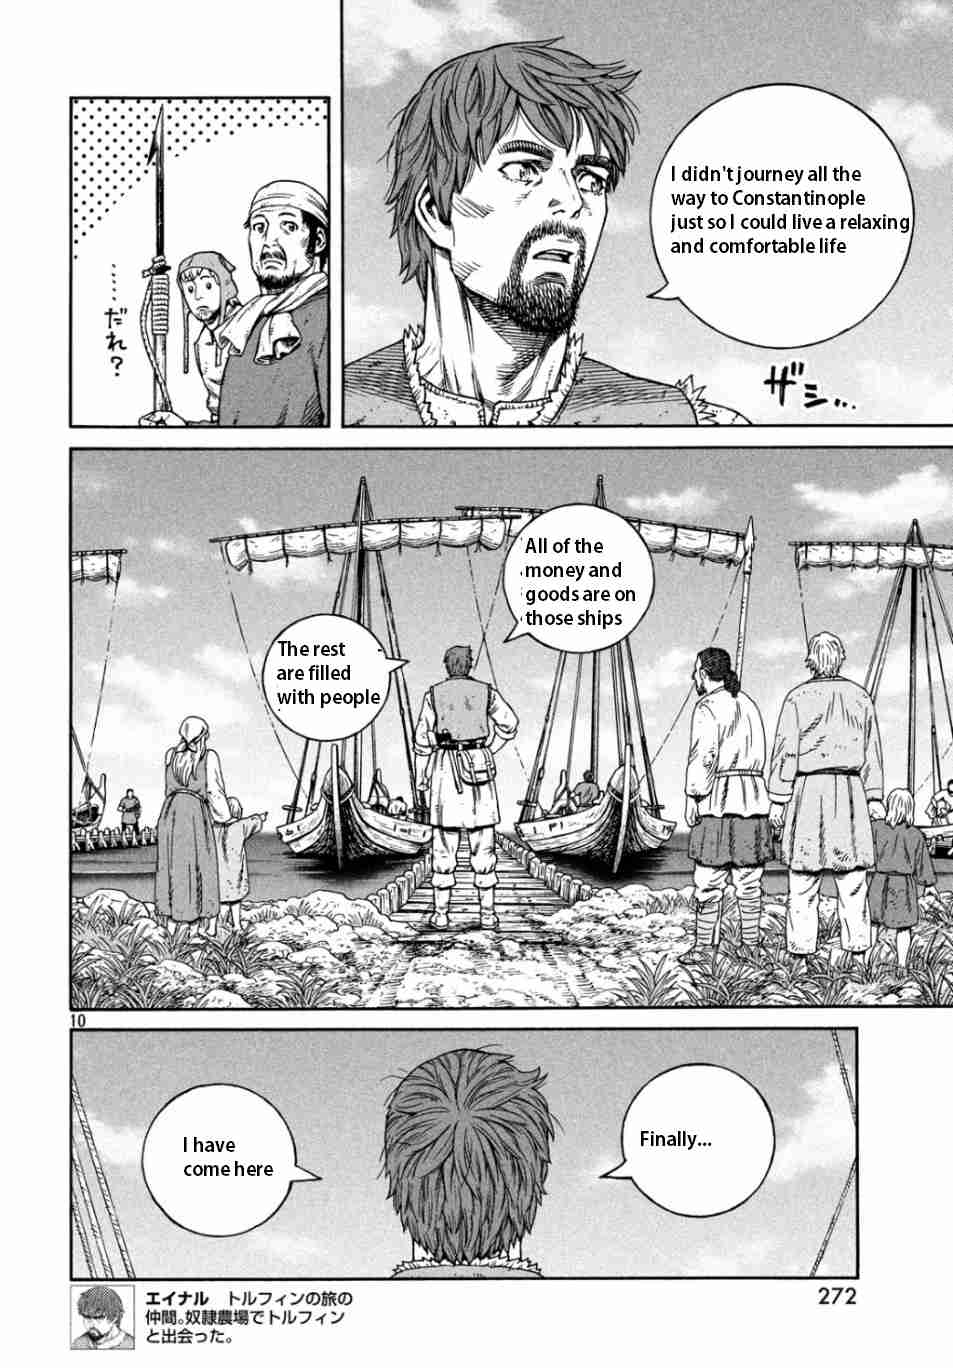 I didn't journey all the
way to Constantinople
just so I could live a relaxing
and comfortable life
ザシ...
......だれ?
All of the
money and
goods are on
those ships
The rest
are filled
with people
10
Finally...
I have
come here
エイナル　トルフィンの旅の
仲間。奴隷農場でトルフィン
と出会った。
272